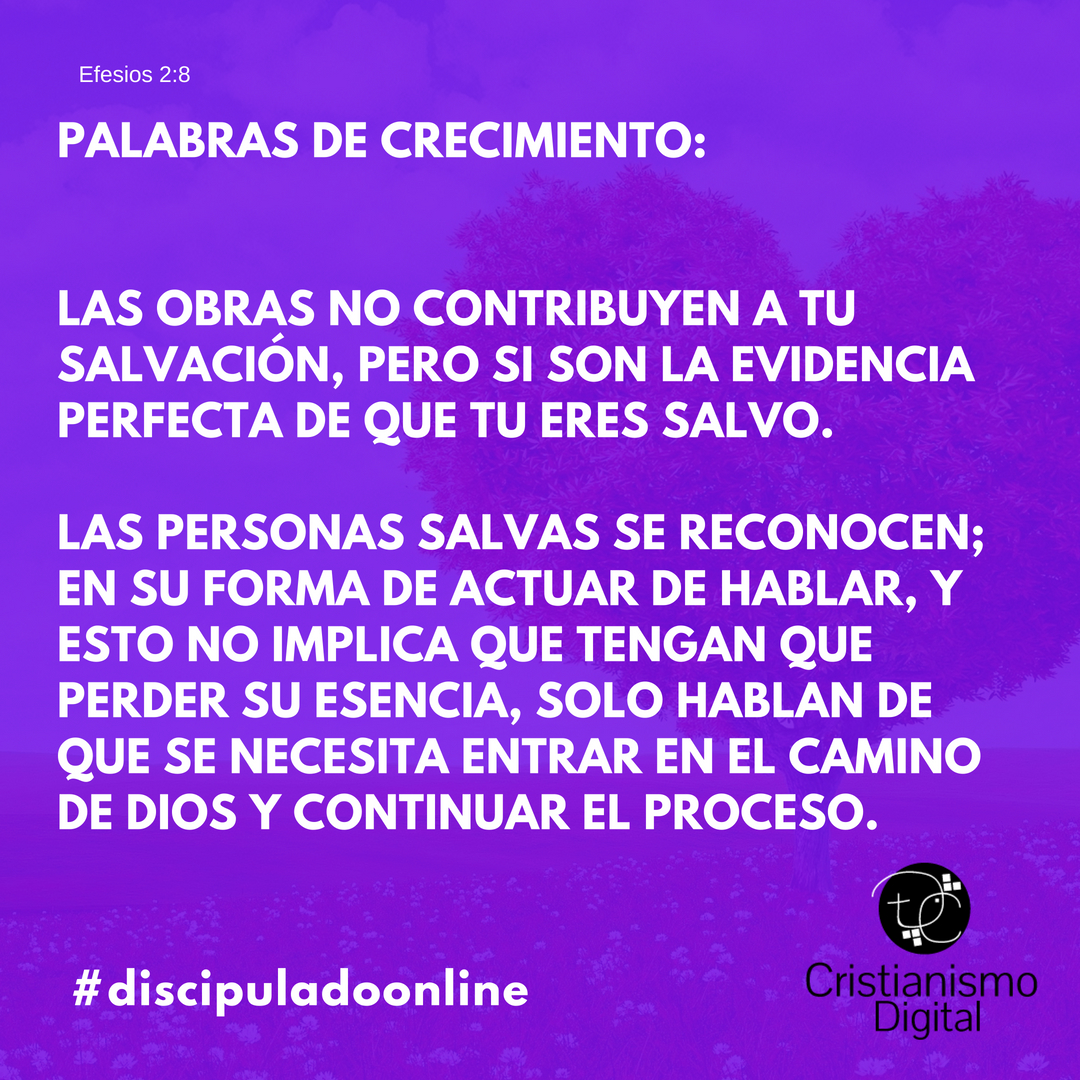 Efesios 2:8
PALABRAS DE CRECIMIENTO:
LAS OBRAS NO CONTRIBUYEN A TU
SALVACIÓN, PERO SI SON LA EVIDENCIA
PERFECTA DE QUE TU ERES SALVO.
LAS PERSONAS SALVAS SE RECONOCEN;
EN SU FORMA DE ACTUAR DE HABLAR, Y
ESTO NO IMPLICA QUE TENGAN QUE
PERDER SU ESENCIA, SOLO HABLAN DE
QUE SE NECESITA ENTRAR EN EL CAMINO
DE DIOS Y CONTINUAR EL PROCESO.
#discipuladoonline
Cristianismo
Digital